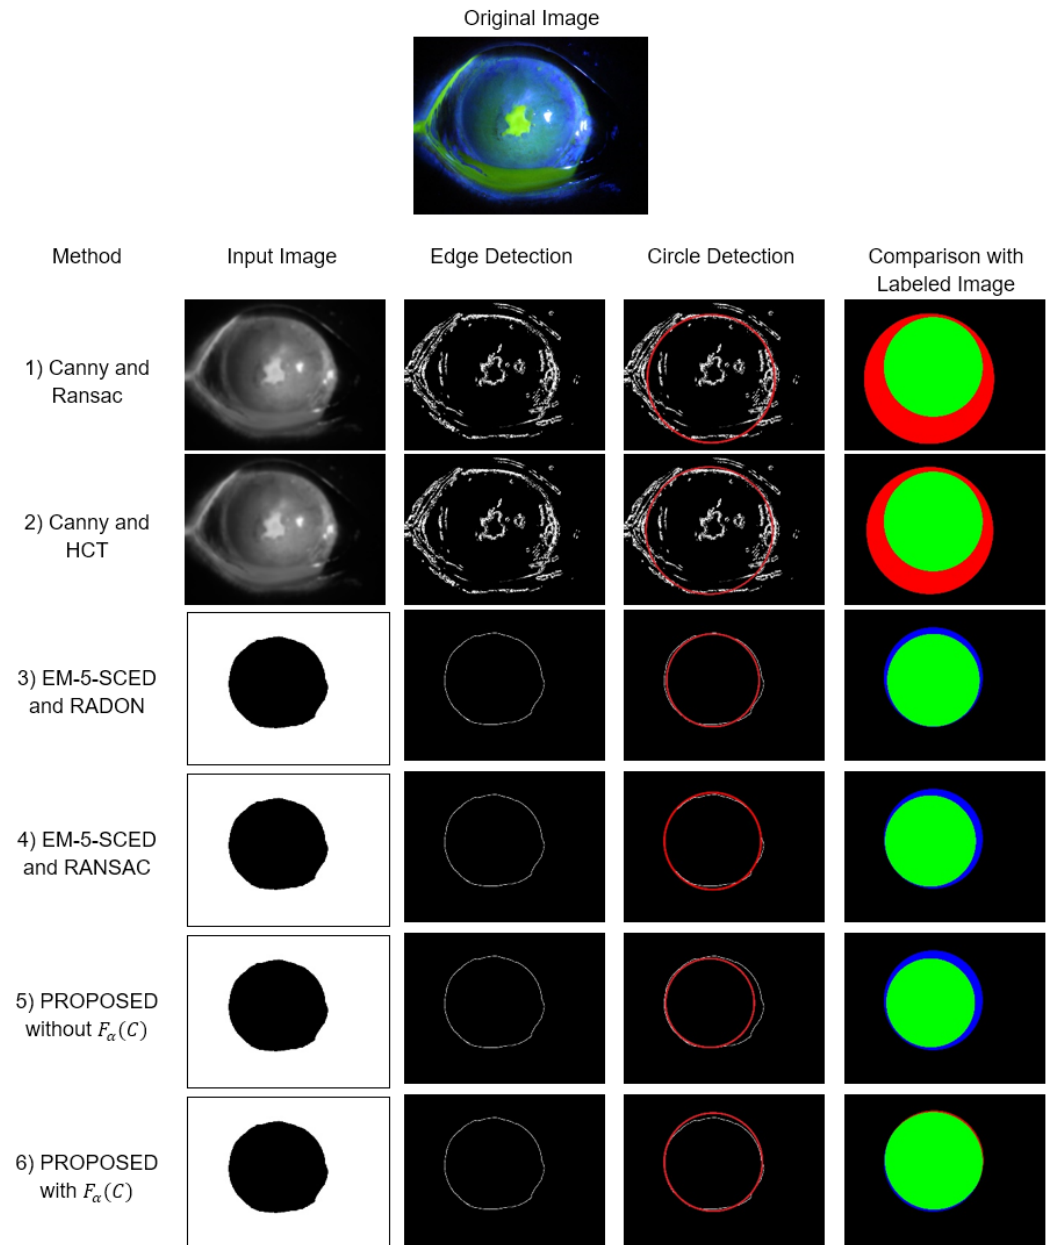 Original Image
Method
Input Image
Edge Detection
Circle Detection
Comparison with
Labeled Image
1) Canny and
Ransac
2) Canny and
HCT
3) EM-5-SCED
and RADON
4) EM-5-SCED
and RANSAC
5) PROPOSED
without Fα(C)
6) PROPOSED
with Fα(C)